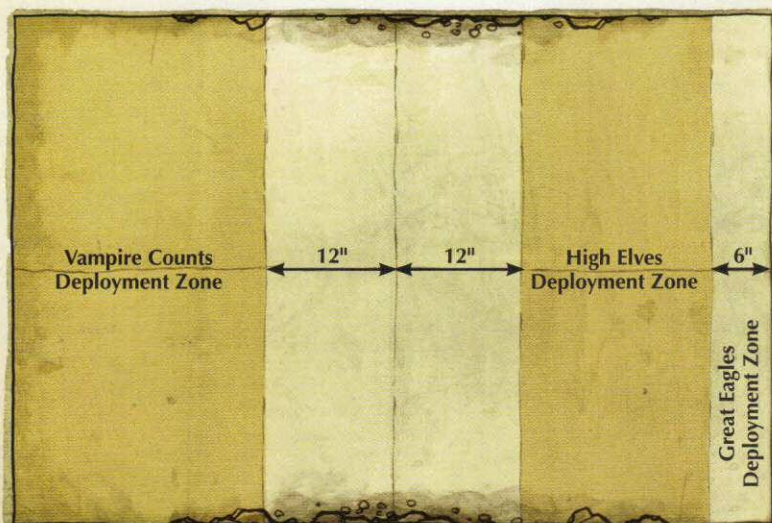 Vampire Counts
Deployment Zone
12"
12"
High Elves
Deployment Zone
6"
Great Eagles
Deployment Zone